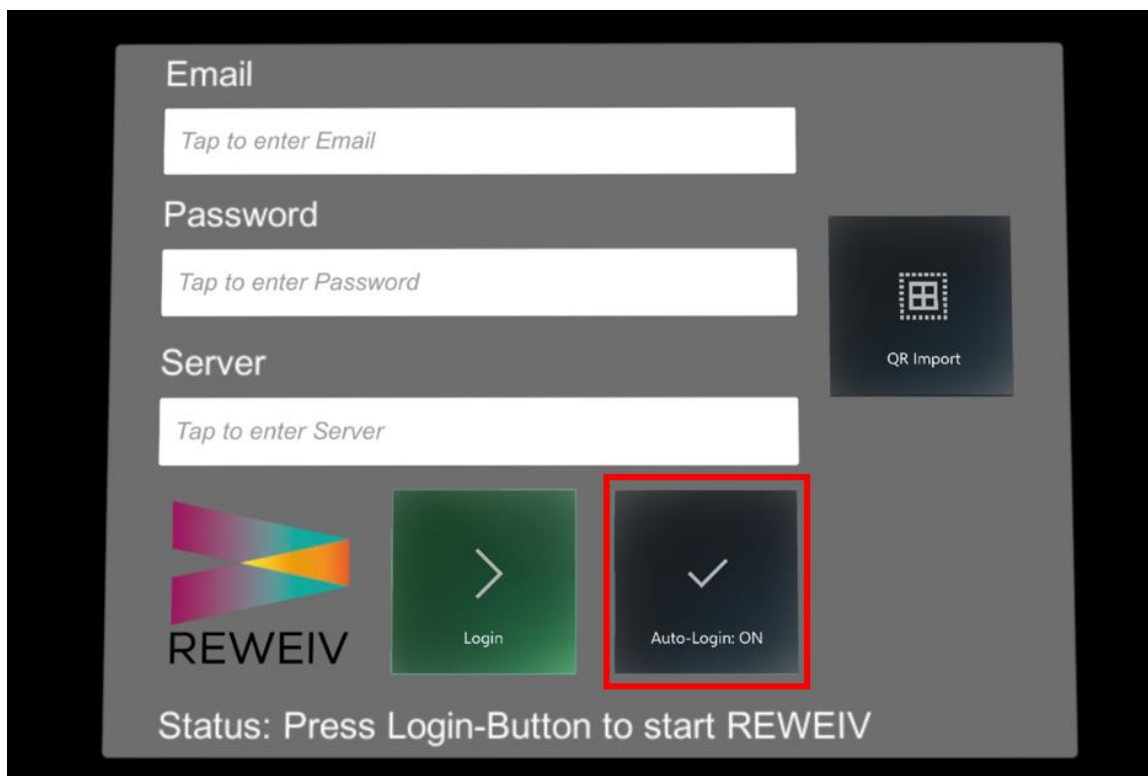 Email
Tap to enter Email
Password
Tap to enter Password
QR Import
Server
Tap to enter Server
REWEIV
Login
Auto-Login: ON
Status: Press Login-Button to start REWEIV